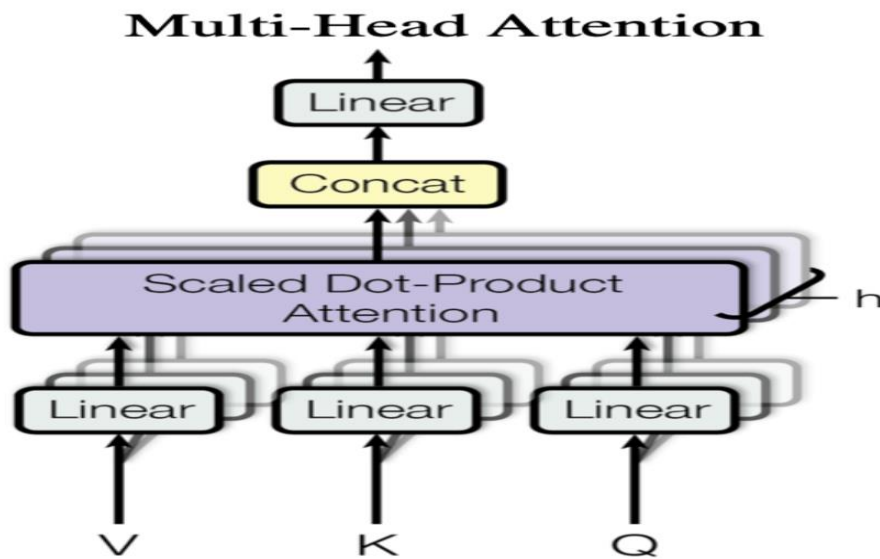 Multi-Head Attention
Linear
Concat
Scaled Dot-Product
Attention
h
Linear Linear Linear
V K Q